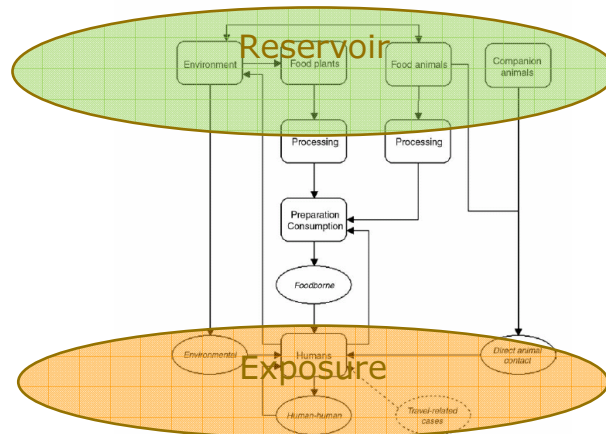 Reservoir
Environment
Food plants
Food animals
Companion
animals
Processing
Processing
Preparation
Consumption
Foodborne
Environmental
Humans
Direct animal
contact
Exposure
Human-human
Travel-related
cases